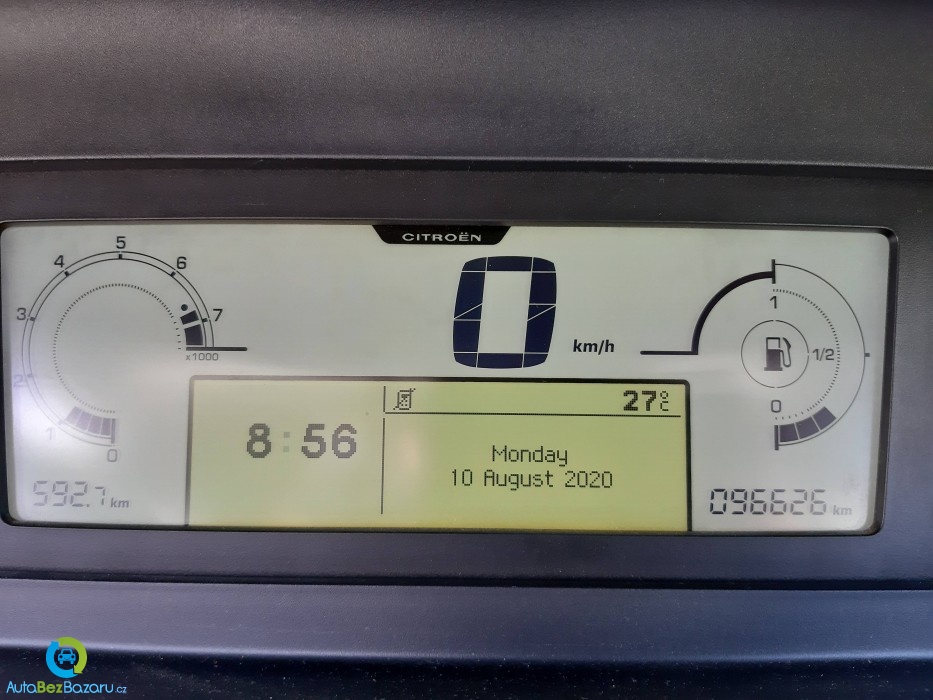 CITROËN
5
4
6
3
7
x1000
2
1
0
0
km/h
1
1/2
0
27°C
8:56
Monday
10 August 2020
592.7 km
096626 km
AutoBezBazaru.cz